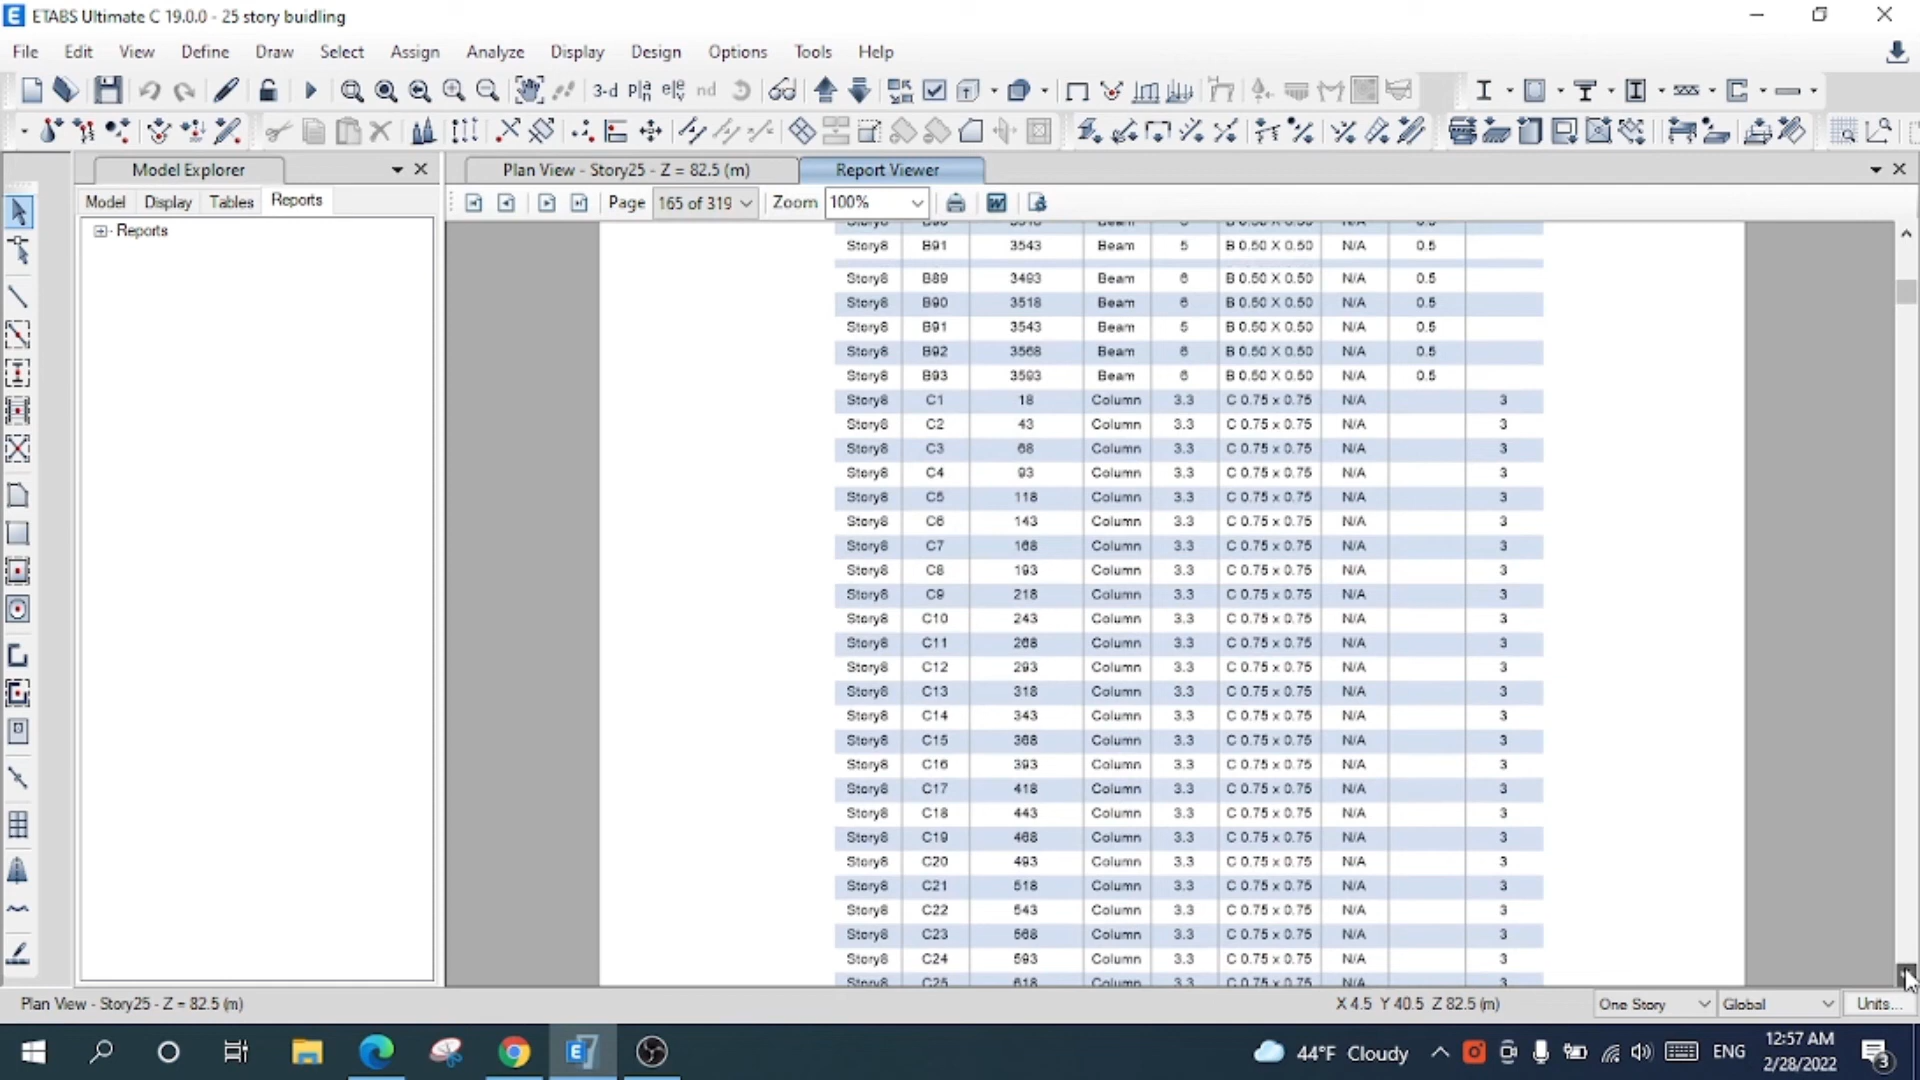 ETABS Ultimate C 19.0.0 - 25 story buidling
File Edit View Define Draw Select Assign Analyze Display Design Options Tools Help
3-d Pla elev nd
Model Explorer
Plan View - Story25 - Z = 82.5 (m)
Report Viewer
Model Display Tables Reports
Page 165 of 319 Zoom 100%
Reports
Story8 B91 3543 Beam 5 B 0.50 X 0.50 N/A 0.5
Story8 B89 3493 Beam 6 B 0.50 X 0.50 N/A 0.5
Story8 B90 3518 Beam 6 B 0.50 X 0.50 N/A 0.5
Story8 B91 3543 Beam 5 B 0.50 X 0.50 N/A 0.5
Story8 B92 3568 Beam 6 B 0.50 X 0.50 N/A 0.5
Story8 B93 3593 Beam 6 B 0.50 X 0.50 N/A 0.5
Story8 C1 18 Column 3.3 C 0.75 x 0.75 N/A 3
Story8 C2 43 Column 3.3 C 0.75 x 0.75 N/A 3
Story8 C3 68 Column 3.3 C 0.75 x 0.75 N/A 3
Story8 C4 93 Column 3.3 C 0.75 x 0.75 N/A 3
Story8 C5 118 Column 3.3 C 0.75 x 0.75 N/A 3
Story8 C6 143 Column 3.3 C 0.75 x 0.75 N/A 3
Story8 C7 168 Column 3.3 C 0.75 x 0.75 N/A 3
Story8 C8 193 Column 3.3 C 0.75 x 0.75 N/A 3
Story8 C9 218 Column 3.3 C 0.75 x 0.75 N/A 3
Story8 C10 243 Column 3.3 C 0.75 x 0.75 N/A 3
Story8 C11 268 Column 3.3 C 0.75 x 0.75 N/A 3
Story8 C12 293 Column 3.3 C 0.75 x 0.75 N/A 3
Story8 C13 318 Column 3.3 C 0.75 x 0.75 N/A 3
Story8 C14 343 Column 3.3 C 0.75 x 0.75 N/A 3
Story8 C15 368 Column 3.3 C 0.75 x 0.75 N/A 3
Story8 C16 393 Column 3.3 C 0.75 x 0.75 N/A 3
Story8 C17 418 Column 3.3 C 0.75 x 0.75 N/A 3
Story8 C18 443 Column 3.3 C 0.75 x 0.75 N/A 3
Story8 C19 468 Column 3.3 C 0.75 x 0.75 N/A 3
Story8 C20 493 Column 3.3 C 0.75 x 0.75 N/A 3
Story8 C21 518 Column 3.3 C 0.75 x 0.75 N/A 3
Story8 C22 543 Column 3.3 C 0.75 x 0.75 N/A 3
Story8 C23 568 Column 3.3 C 0.75 x 0.75 N/A 3
Story8 C24 593 Column 3.3 C 0.75 x 0.75 N/A 3
Story8 C25 618 Column 3.3 C 0.75 x 0.75 N/A 3
Plan View - Story25 - Z = 82.5 (m)
X 4.5 Y 40.5 Z 82.5 (m)
One Story
Global
Units...
44°F Cloudy
ENG
12:57 AM
2/28/2022
3